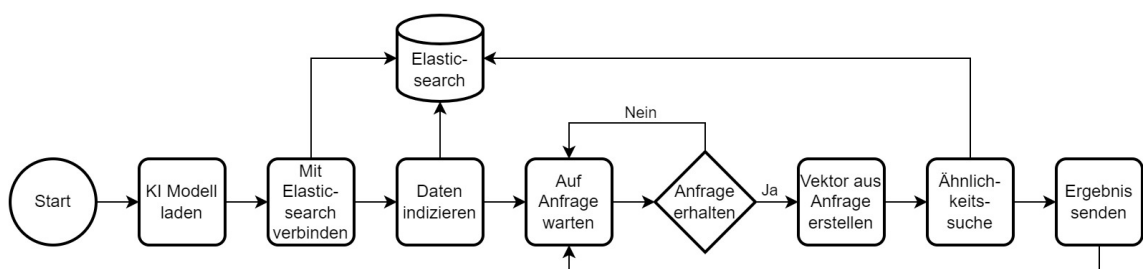 Elastic-
search
Nein
Start
KI Modell
laden
Mit
Elastic-
search
verbinden
Daten
indizieren
Auf
Anfrage
warten
Anfrage
erhalten
Ja
Vektor aus
Anfrage
erstellen
Ähnlich-
keits-
suche
Ergebnis
senden